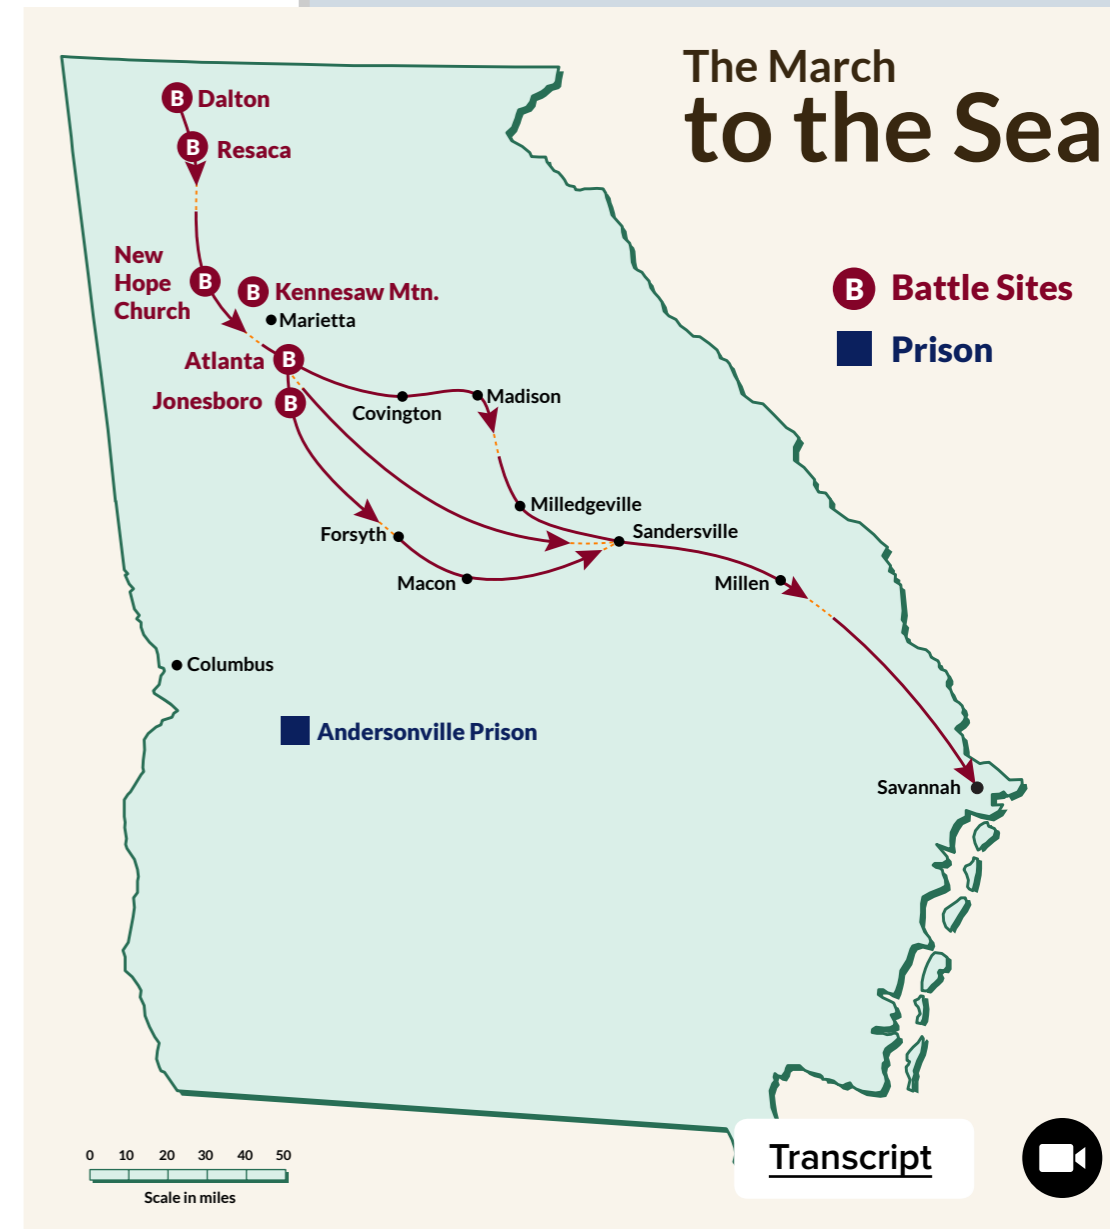 The March
to the Sea
B Dalton
B Resaca
New
Hope
Church
B
B Kennesaw Mtn.
Marietta
B Battle Sites
Prison
Atlanta B
Jonesboro B
Covington
Madison
Milledgeville
Forsyth
Sandersville
Macon
Millen
Columbus
Andersonville Prison
Savannah
0 10 20 30 40 50
Scale in miles
Transcript